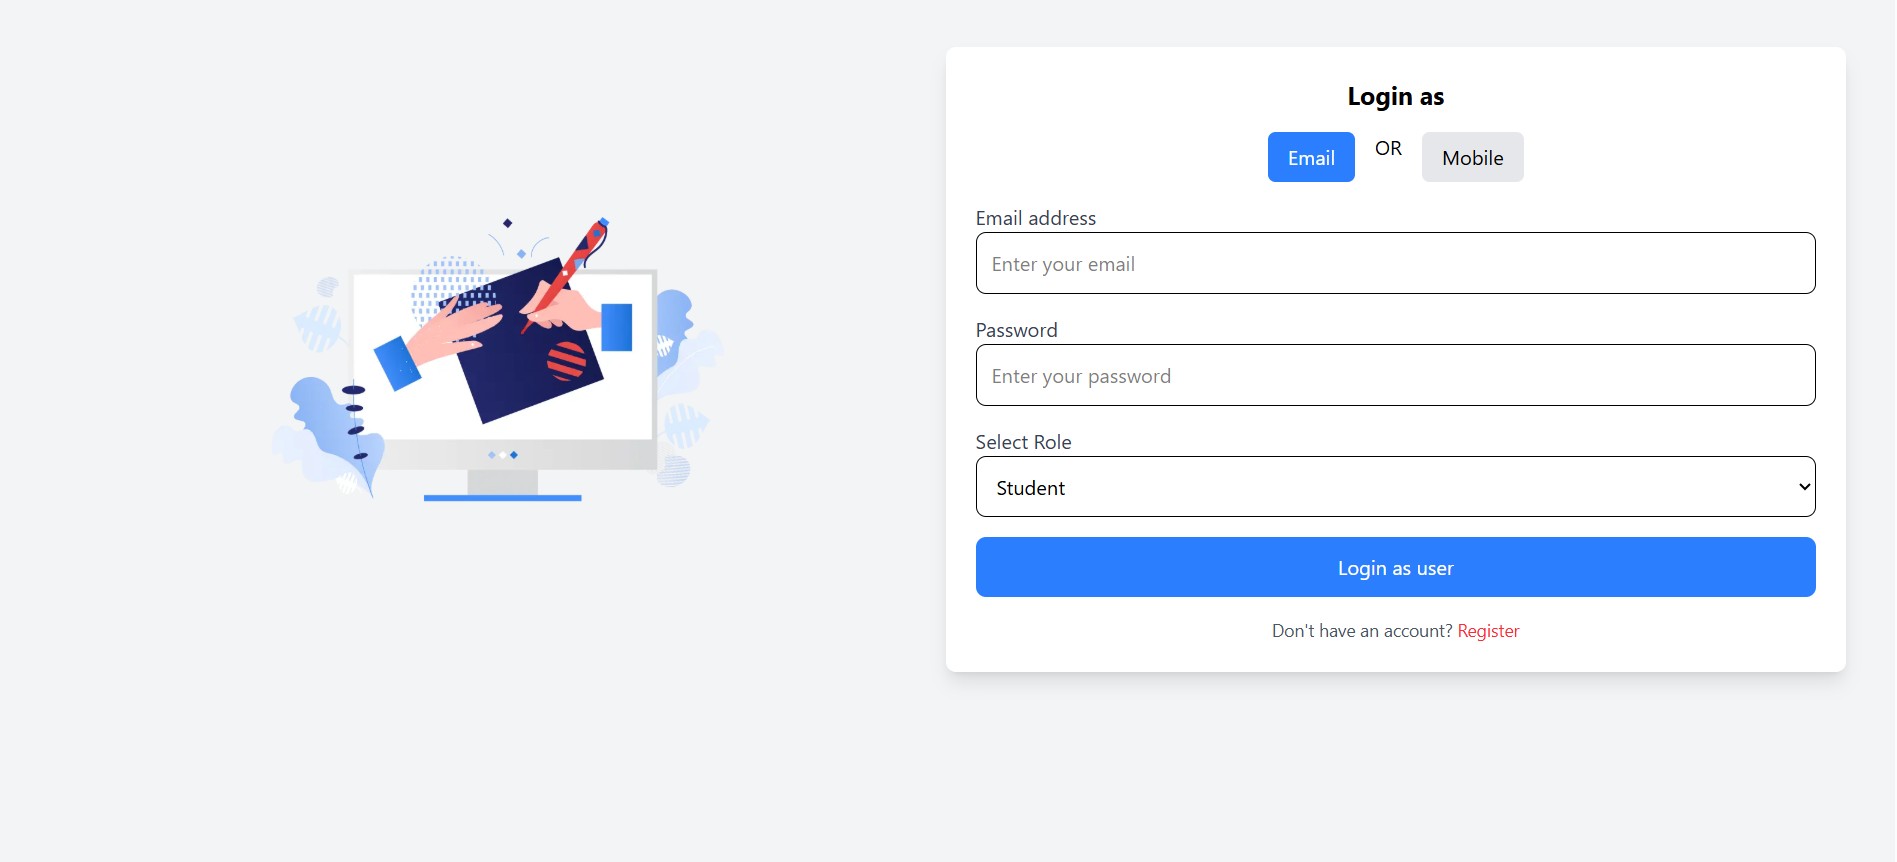 Login as
Email OR Mobile
Email address
Enter your email
Password
Enter your password
Select Role
Student
Login as user
Don't have an account? Register